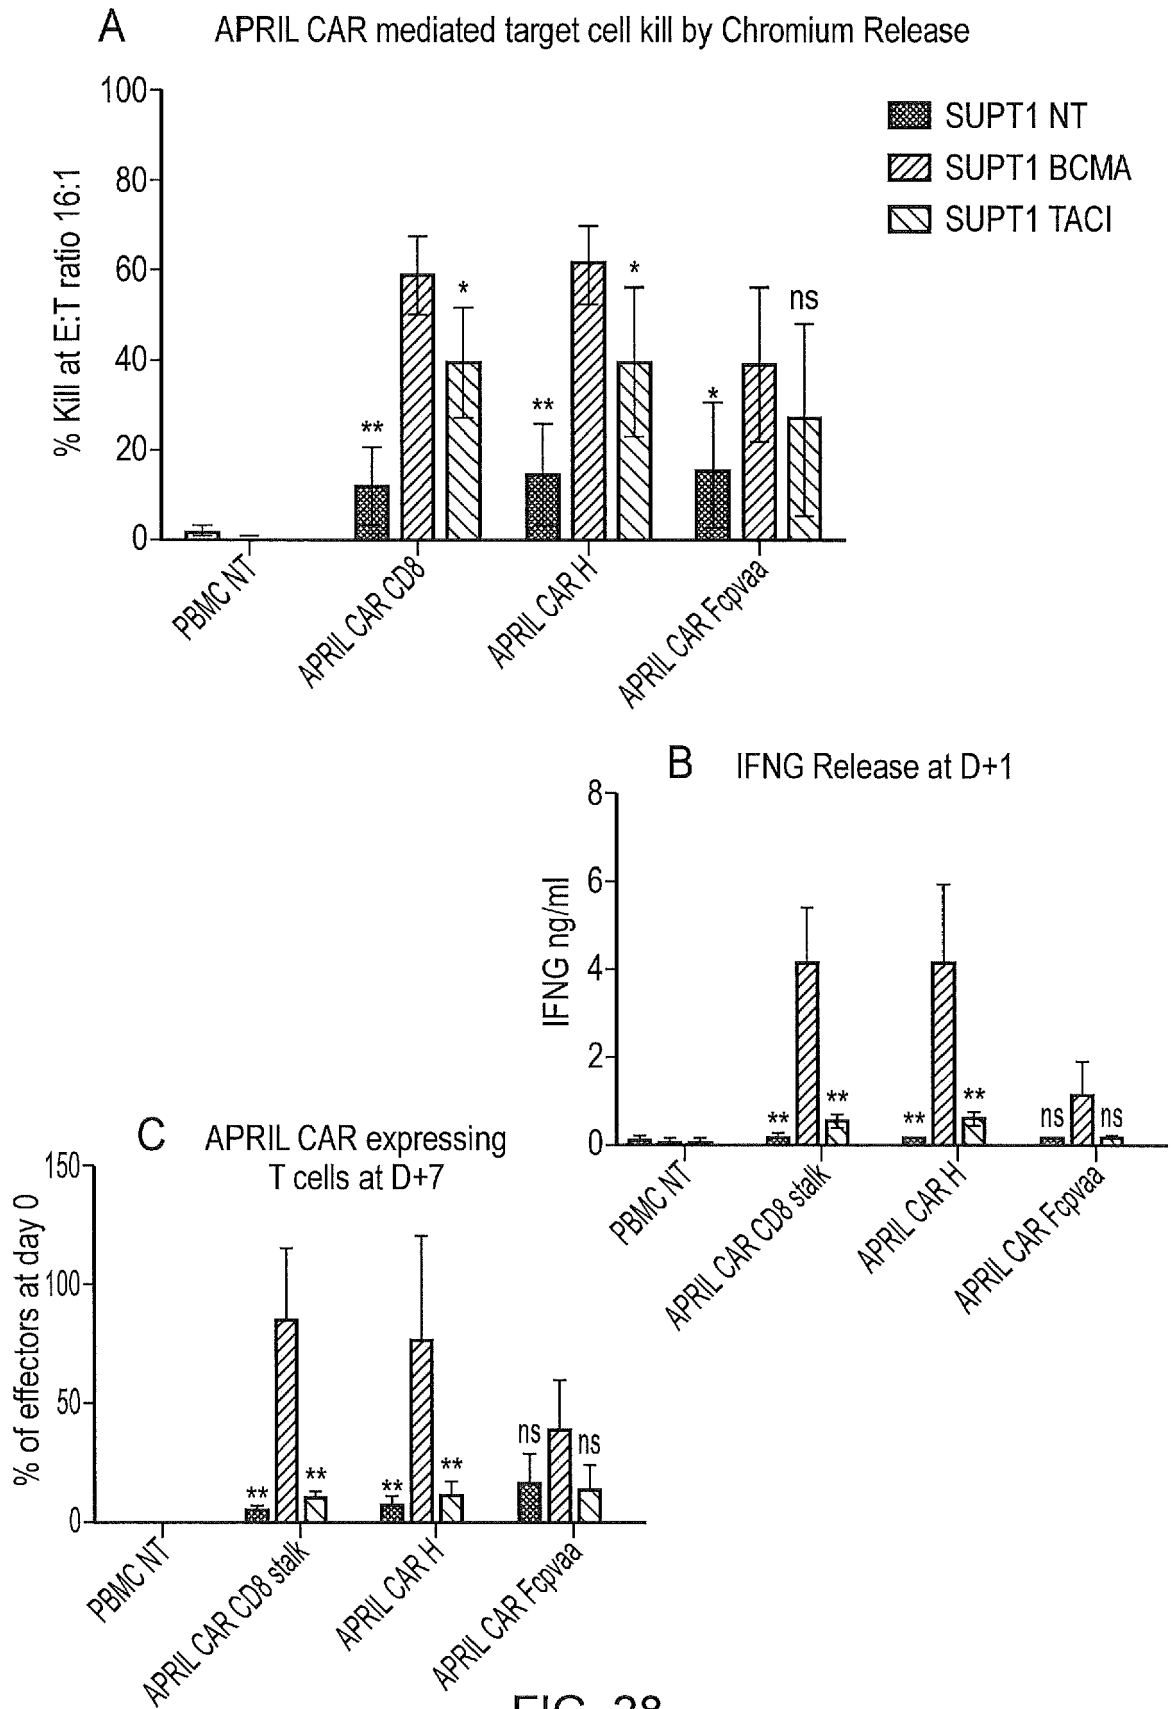 A APRIL CAR mediated target cell kill by Chromium Release
% Kill at E:T ratio 16:1
100
80
60
40
20
0
** * ** * * ns
PBMC NT
APRIL CAR CD8
APRIL CAR H
APRIL CAR Fcpvaa
SUPT1 NT
SUPT1 BCMA
SUPT1 TACI
B IFNG Release at D+1
IFNG ng/ml
8
6
4
2
0
** ** ** ** ns ns
PBMC NT
APRIL CAR CD8 stalk
APRIL CAR H
APRIL CAR Fcpvaa
C APRIL CAR expressing
T cells at D+7
% of effectors at day 0
150
100
50
0
** ** ** ** ns ns
PBMC NT
APRIL CAR CD8 stalk
APRIL CAR H
APRIL CAR Fcpvaa